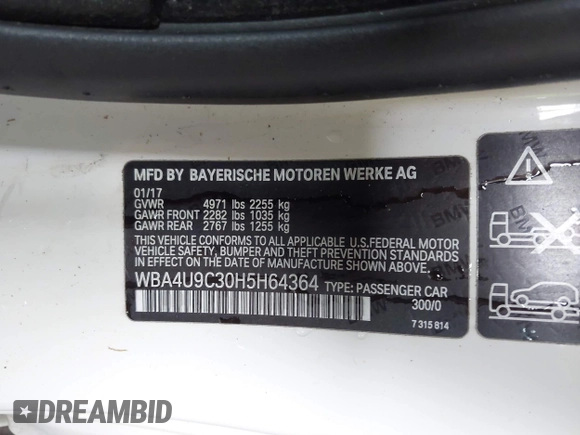 MFD BY BAYERISCHE MOTOREN WERKE AG
01/17
GVWR 4971 lbs 2255 kg
GAWR FRONT 2282 lbs 1035 kg
GAWR REAR 2767 lbs 1255 kg
THIS VEHICLE CONFORMS TO ALL APPLICABLE U.S.FEDERAL MOTOR
VEHICLE SAFETY, BUMPER AND THEFT PREVENTION STANDARDS
IN EFFECT ON THE DATE OF MANUFACTURE SHOWN ABOVE.
WBA4U9C30H5H64364 TYPE: PASSENGER CAR
300/0
7 315 814
BMW
DREAMBID